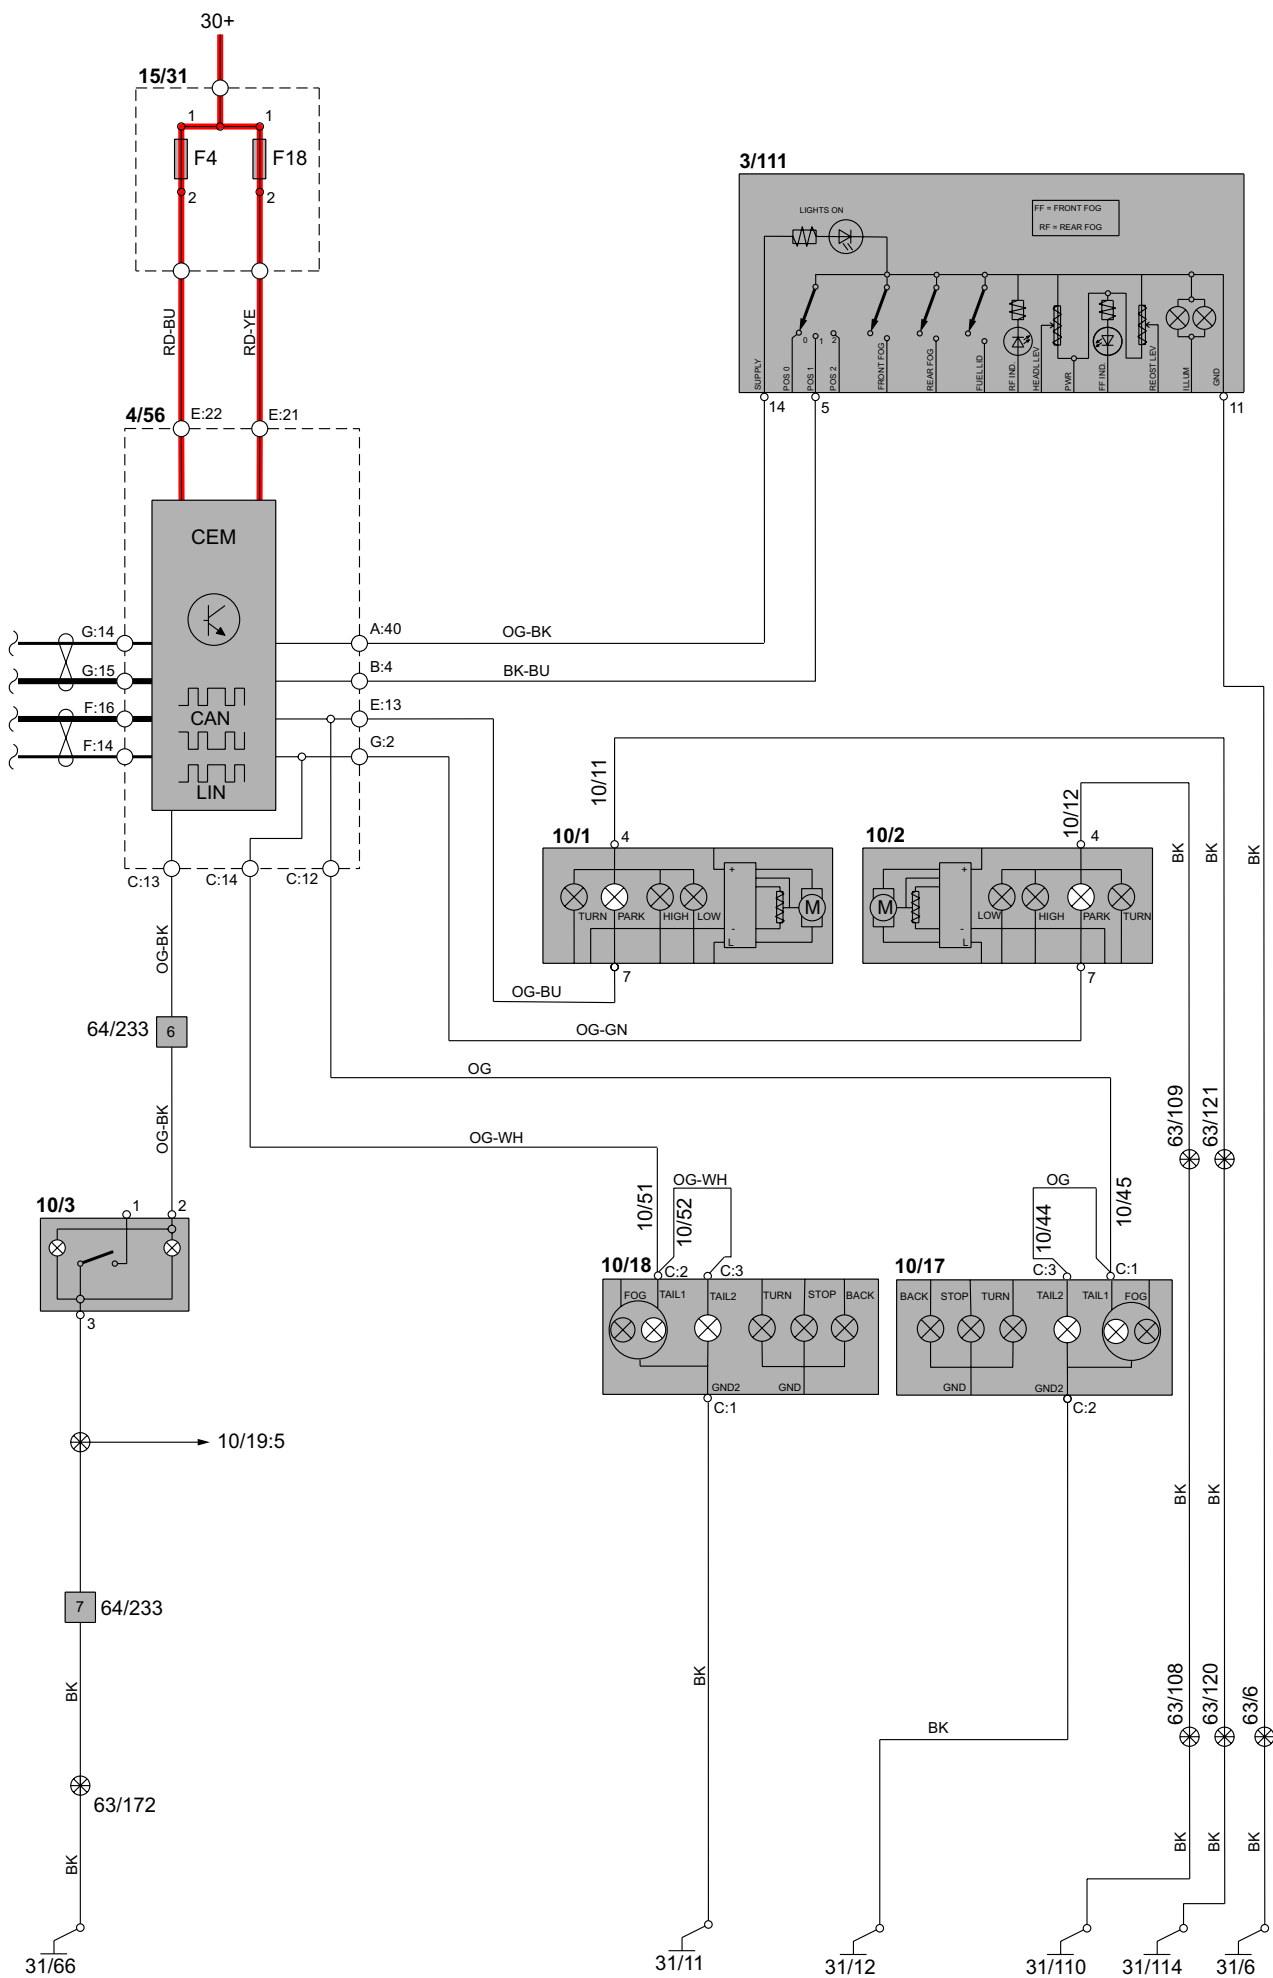 30+
15/31
1
1
F4
F18
2
2
RD-BU
RD-YE
4/56
E:22
E:21
CEM
CAN
LIN
G:14
G:15
F:16
F:14
A:40
B:4
E:13
G:2
OG-BK
BK-BU
C:13
C:14
C:12
3/111
LIGHTS ON
FF = FRONT FOG
RF = REAR FOG
0
1
2
SUPPLY
POS 0
POS 1
POS 2
FRONT FOG
REAR FOG
FUEL LID
RF IND.
HEADL LEV
PWR
FF IND.
REOST LEV
ILLUM
GND
14
5
11
10/11
10/12
10/1
4
TURN
PARK
HIGH
LOW
+
-
L
M
7
10/2
4
M
+
-
L
LOW
HIGH
PARK
TURN
7
BK
BK
BK
OG-BU
OG-GN
OG
OG-WH
OG-BK
64/233
6
OG-BK
10/3
1
2
3
10/19:5
7
64/233
BK
63/172
BK
31/66
10/51
10/52
OG-WH
10/18
C:2
C:3
FOG
TAIL1
TAIL2
TURN
STOP
BACK
GND2
GND
C:1
BK
31/11
OG
10/44
10/45
10/17
C:3
C:1
BACK
STOP
TURN
TAIL2
TAIL1
FOG
GND
GND2
C:2
BK
31/12
63/109
63/121
BK
BK
63/108
63/120
63/6
BK
BK
BK
31/110
31/114
31/6